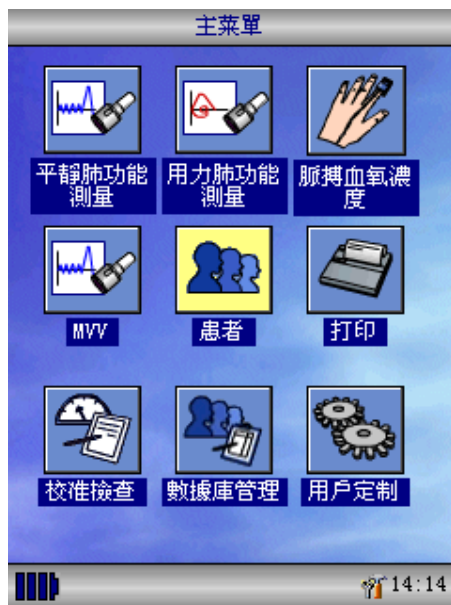 主菜單
平靜肺功能
測量
用力肺功能
測量
脈搏血氧濃
度
MVV
患者
打印
校准檢查
數據庫管理
用戶定制
14:14